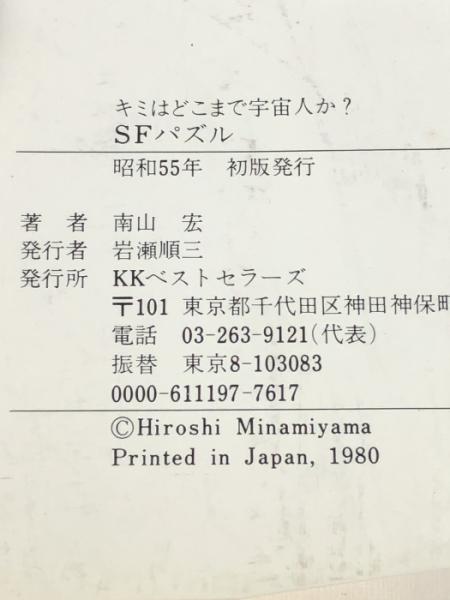 キミはどこまで宇宙人か?
SFパズル
昭和55年 初版発行
著者 南山 宏
発行者 岩瀬順三
発行所 KKベストセラーズ
〒101 東京都千代田区神田神保町
電話 03-263-9121(代表)
振替 東京8-103083
0000-611197-7617
©Hiroshi Minamiyama
Printed in Japan, 1980